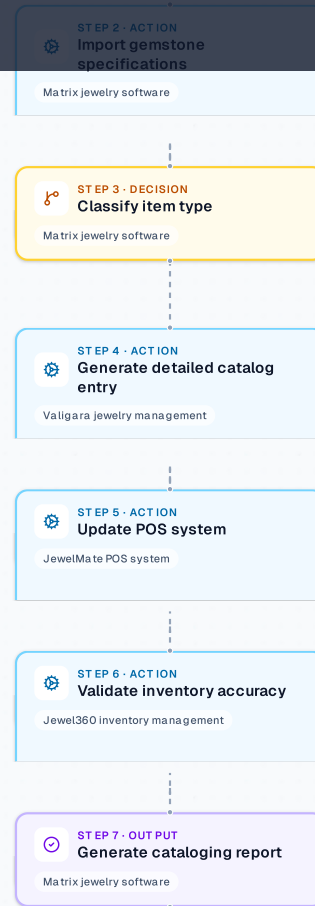 STEP 2 · ACTION
Import gemstone
specifications
Matrix jewelry software
STEP 3 · DECISION
Classify item type
Matrix jewelry software
STEP 4 · ACTION
Generate detailed catalog
entry
Valigara jewelry management
STEP 5 · ACTION
Update POS system
JewelMate POS system
STEP 6 · ACTION
Validate inventory accuracy
Jewel360 inventory management
STEP 7 · OUTPUT
Generate cataloging report
Matrix jewelry software